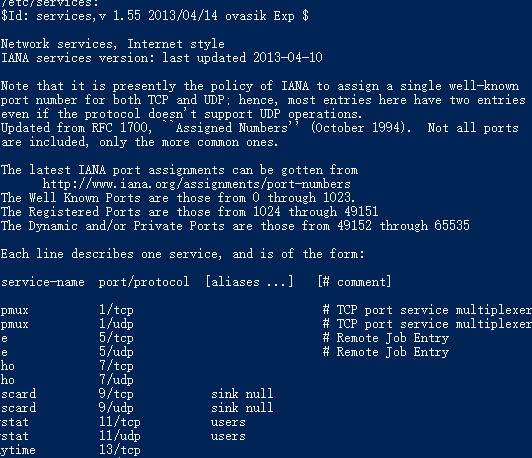 /etc/services:
$Id: services,v 1.55 2013/04/14 ovasik Exp $
Network services, Internet style
IANA services version: last updated 2013-04-10
Note that it is presently the policy of IANA to assign a single well-known
port number for both TCP and UDP; hence, most entries here have two entries
even if the protocol doesn't support UDP operations.
Updated from RFC 1700, ``Assigned Numbers'' (October 1994).  Not all ports
are included, only the more common ones.
The latest IANA port assignments can be gotten from
http://www.iana.org/assignments/port-numbers
The Well Known Ports are those from 0 through 1023.
The Registered Ports are those from 1024 through 49151
The Dynamic and/or Private Ports are those from 49152 through 65535
Each line describes one service, and is of the form:
service-name  port/protocol  [aliases ...]   [# comment]
pmux 1/tcp # TCP port service multiplexer
pmux 1/udp # TCP port service multiplexer
e 5/tcp # Remote Job Entry
e 5/udp # Remote Job Entry
ho 7/tcp
ho 7/udp
scard 9/tcp sink null
scard 9/udp sink null
stat 11/tcp users
stat 11/udp users
ytime 13/tcp